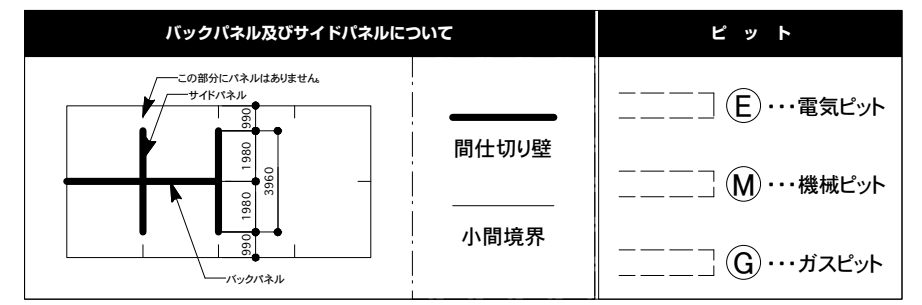 バックパネル及びサイドパネルについて
ピット
この部分にパネルはありません。
サイドパネル
990
1980
3960
1980
990
バックパネル
間仕切り壁
小間境界
E・・・電気ピット
M・・・機械ピット
G・・・ガスピット